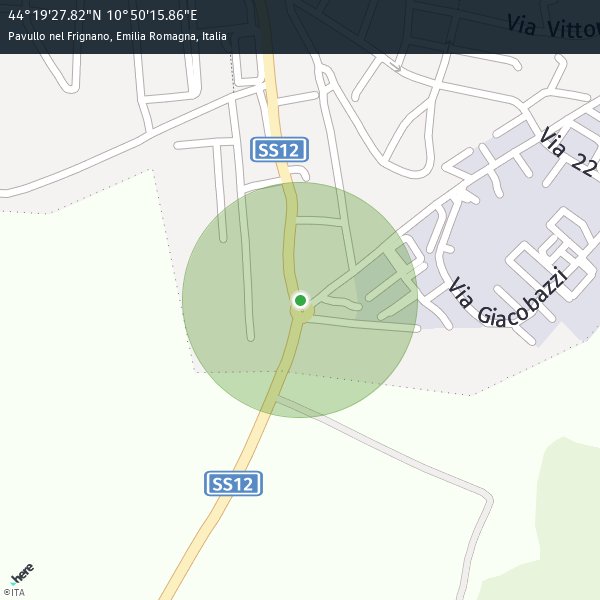 44°19'27.82"N 10°50'15.86"E
Pavullo nel Frignano, Emilia Romagna, Italia
Via Vittov
SS12
Via 22
Via Giacobazzi
SS12
here
©ITA